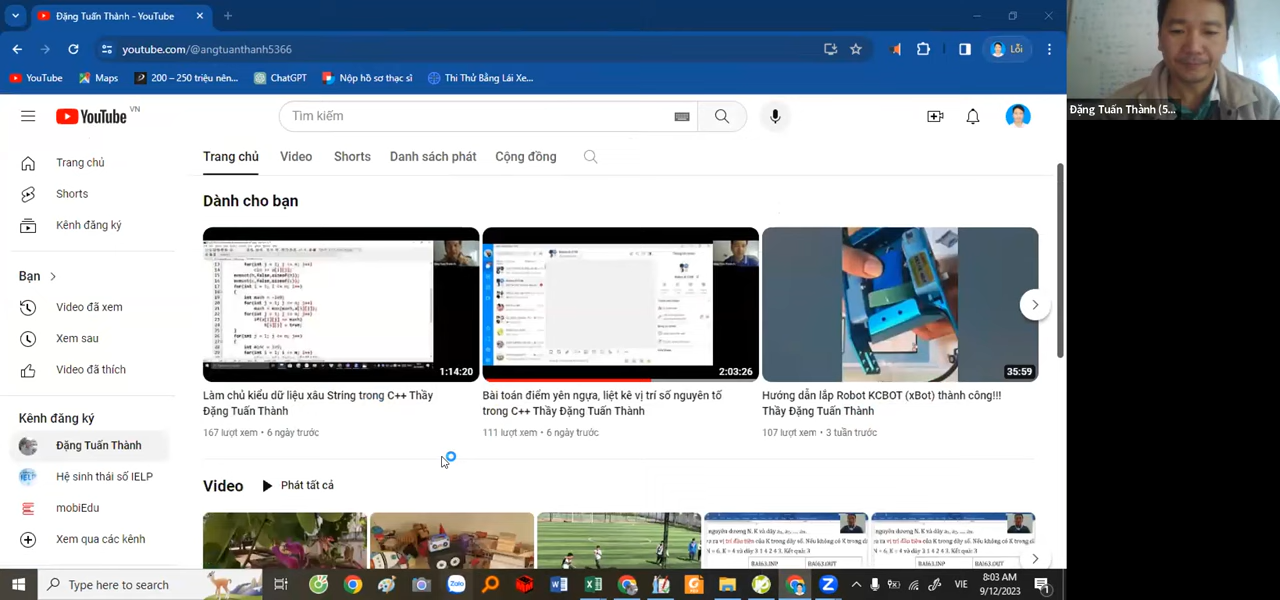 Đặng Tuấn Thành - YouTube
youtube.com/@angtuanthanh5366
Lỗi
YouTube
Maps
200 – 250 triệu nên...
ChatGPT
Nộp hồ sơ thạc sĩ
Thi Thử Bằng Lái Xe...
Đặng Tuấn Thành (5...
YouTube VN
Tìm kiếm
Trang chủ
Shorts
Kênh đăng ký
Bạn
Video đã xem
Xem sau
Video đã thích
Kênh đăng ký
Đặng Tuấn Thành
Hệ sinh thái số IELP
mobiEdu
Xem qua các kênh
Trang chủ Video Shorts Danh sách phát Cộng đồng
Dành cho bạn
1:14:20
2:03:26
35:59
Làm chủ kiểu dữ liệu xâu String trong C++ Thầy
Đặng Tuấn Thành
167 lượt xem • 6 ngày trước
Bài toán điểm yên ngựa, liệt kê vị trí số nguyên tố
trong C++ Thầy Đặng Tuấn Thành
111 lượt xem • 6 ngày trước
Hướng dẫn lắp Robot KCBOT (xBot) thành công!!!
Thầy Đặng Tuấn Thành
107 lượt xem • 3 tuần trước
Video
Phát tất cả
Type here to search
VIE
8:03 AM
9/12/2023